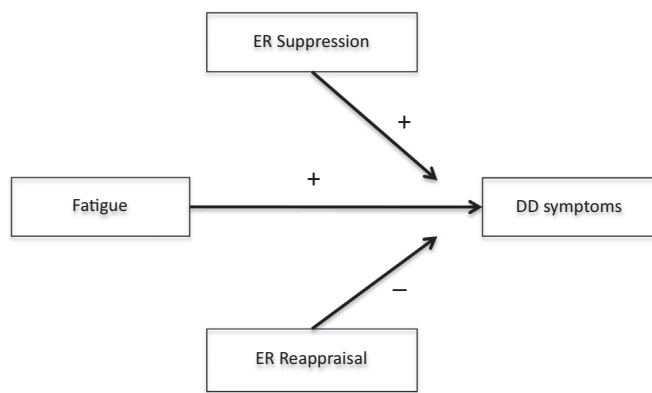 ER Suppression
+
+
Fatigue
DD symptoms
–
ER Reappraisal